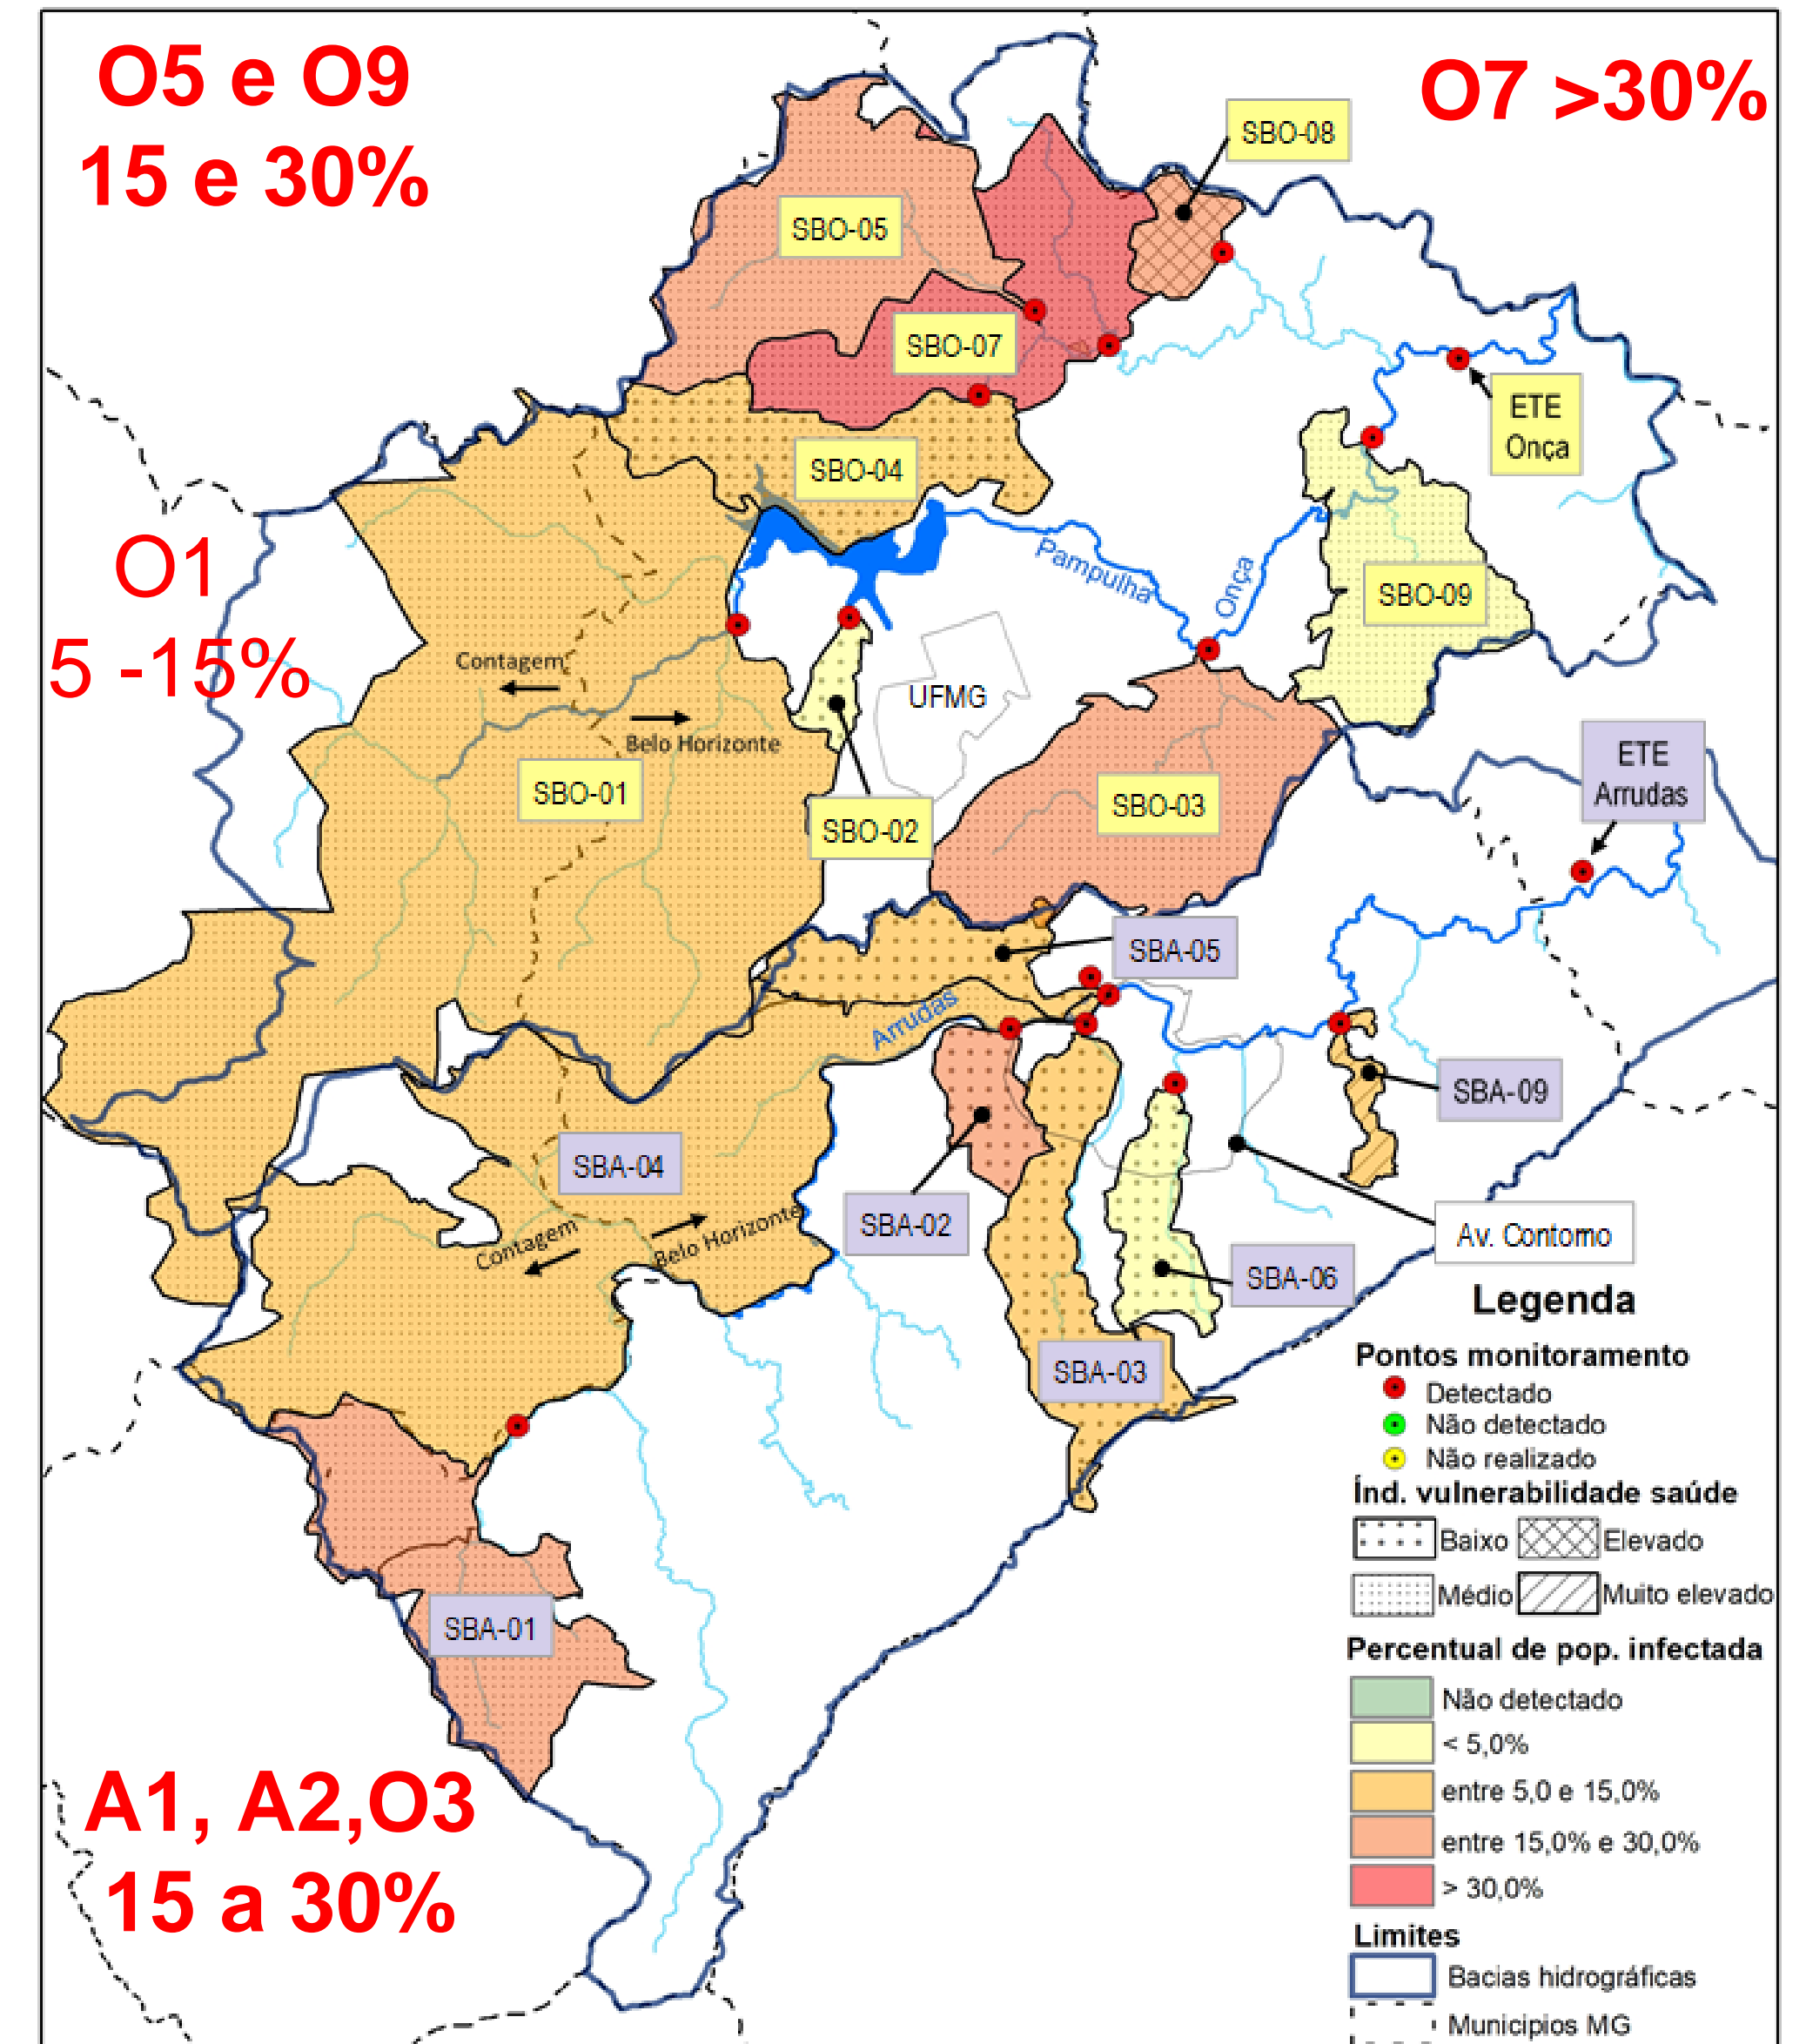 O5 e O9
15 e 30%
O7 >30%
SBO-08
SBO-05
SBO-07
ETE
Onça
SBO-04
O1
5 -15%
Pampulha
Onça
SBO-09
Contagem
UFMG
Belo Horizonte
SBO-01
SBO-02
SBO-03
ETE
Arrudas
SBA-05
Arrudas
SBA-09
SBA-04
SBA-02
Contagem
Belo Horizonte
Av. Contorno
SBA-06
SBA-03
SBA-01
A1, A2,O3
15 a 30%
Legenda
Pontos monitoramento
Detectado
Não detectado
Não realizado
Índ. vulnerabilidade saúde
Baixo Elevado
Médio Muito elevado
Percentual de pop. infectada
Não detectado
< 5,0%
entre 5,0 e 15,0%
entre 15,0% e 30,0%
> 30,0%
Limites
Bacias hidrográficas
Municipios MG